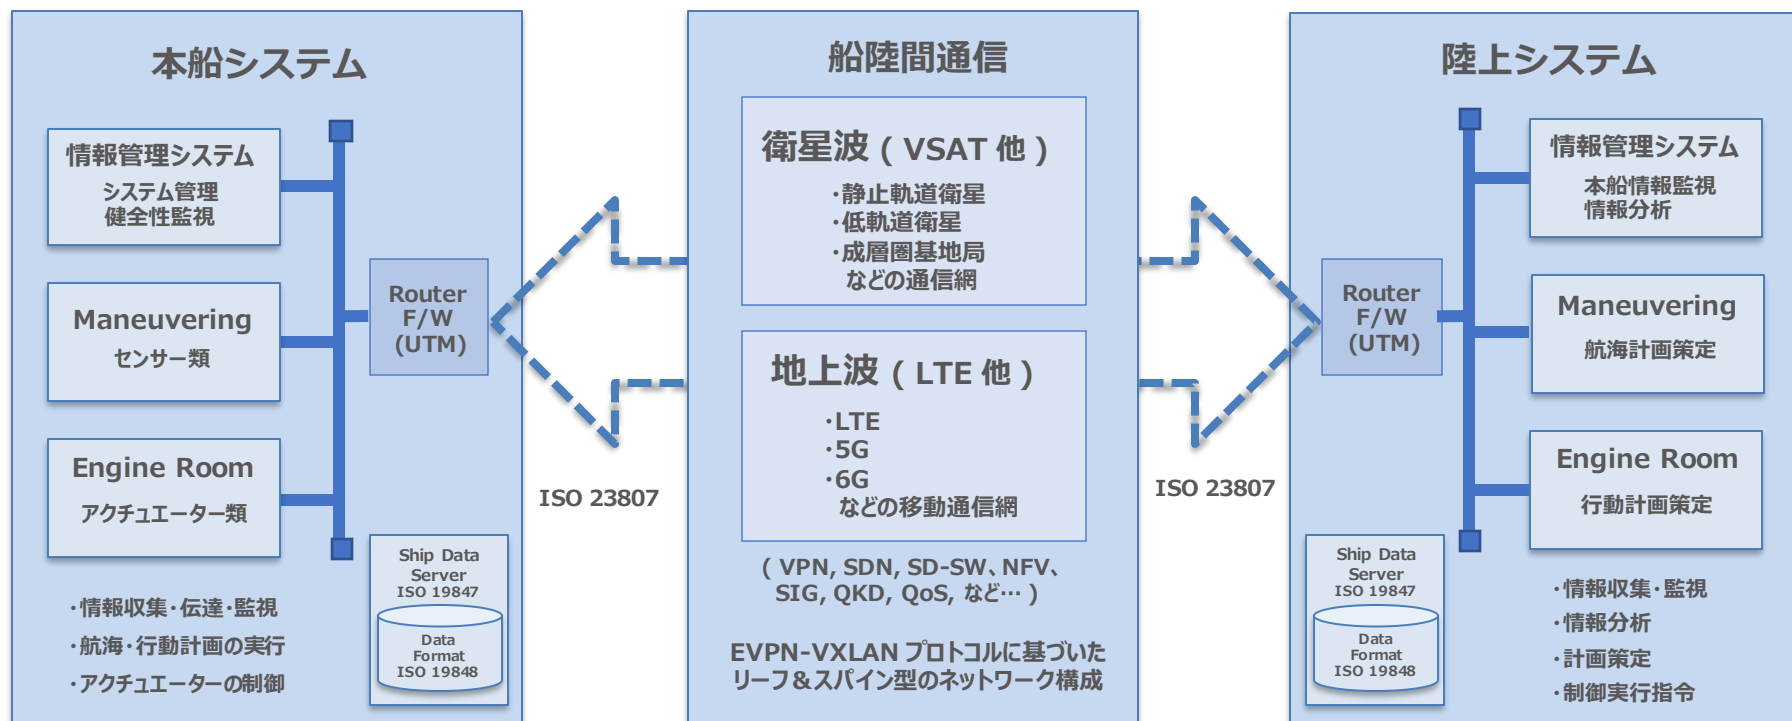 本船システム
情報管理システム
システム管理
健全性監視
Maneuvering
センサー類
Engine Room
アクチュエーター類
Router
F/W
(UTM)
Ship Data
Server
ISO 19847
Data
Format
ISO 19848
・情報収集・伝達・監視
・航海・行動計画の実行
・アクチュエーターの制御
ISO 23807
船陸間通信
衛星波 ( VSAT 他 )
・静止軌道衛星
・低軌道衛星
・成層圏基地局
などの通信網
地上波 ( LTE 他 )
・LTE
・5G
・6G
などの移動通信網
( VPN, SDN, SD-SW、NFV、
SIG, QKD, QoS, など… )
EVPN-VXLAN プロトコルに基づいた
リーフ＆スパイン型のネットワーク構成
ISO 23807
陸上システム
Router
F/W
(UTM)
情報管理システム
本船情報監視
情報分析
Maneuvering
航海計画策定
Engine Room
行動計画策定
Ship Data
Server
ISO 19847
Data
Format
ISO 19848
・情報収集・監視
・情報分析
・計画策定
・制御実行指令